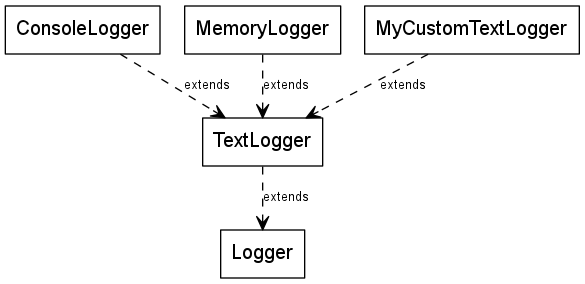 ConsoleLogger
MemoryLogger
MyCustomTextLogger
extends
extends
extends
TextLogger
extends
Logger